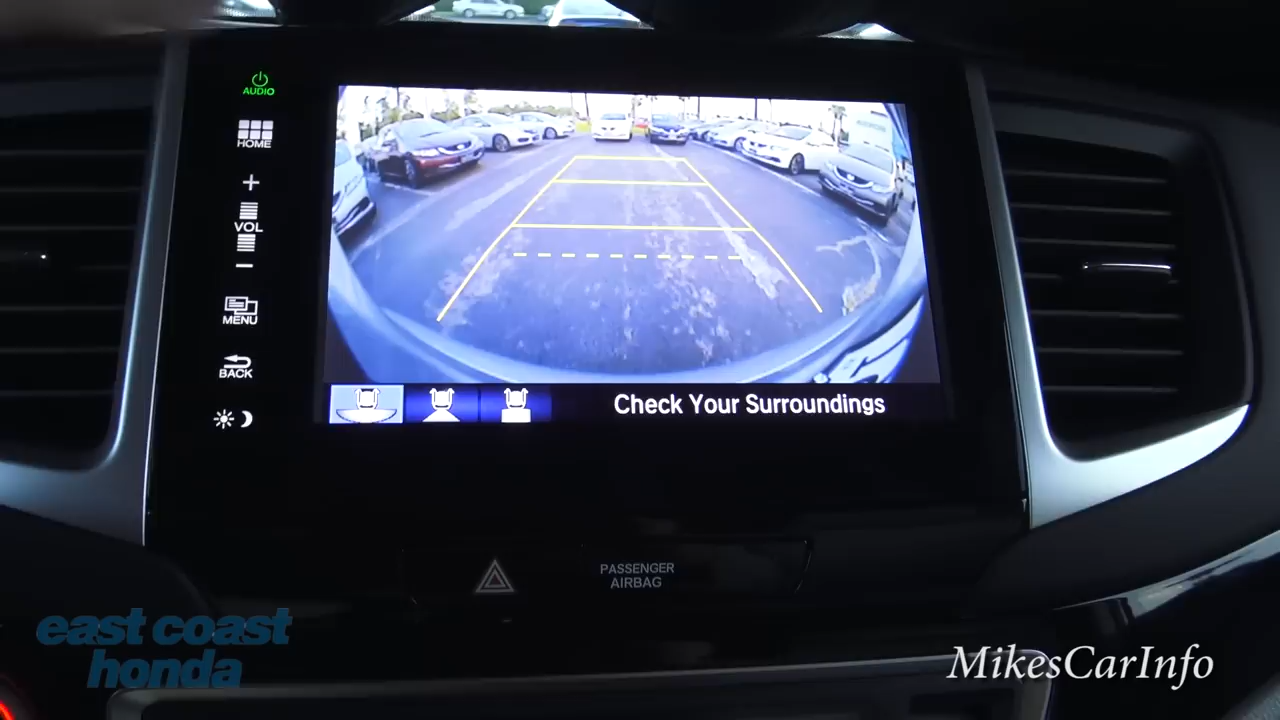 AUDIO
HOME
+
VOL
-
MENU
BACK
Check Your Surroundings
PASSENGER
AIRBAG
east coast
honda
MikesCarInfo